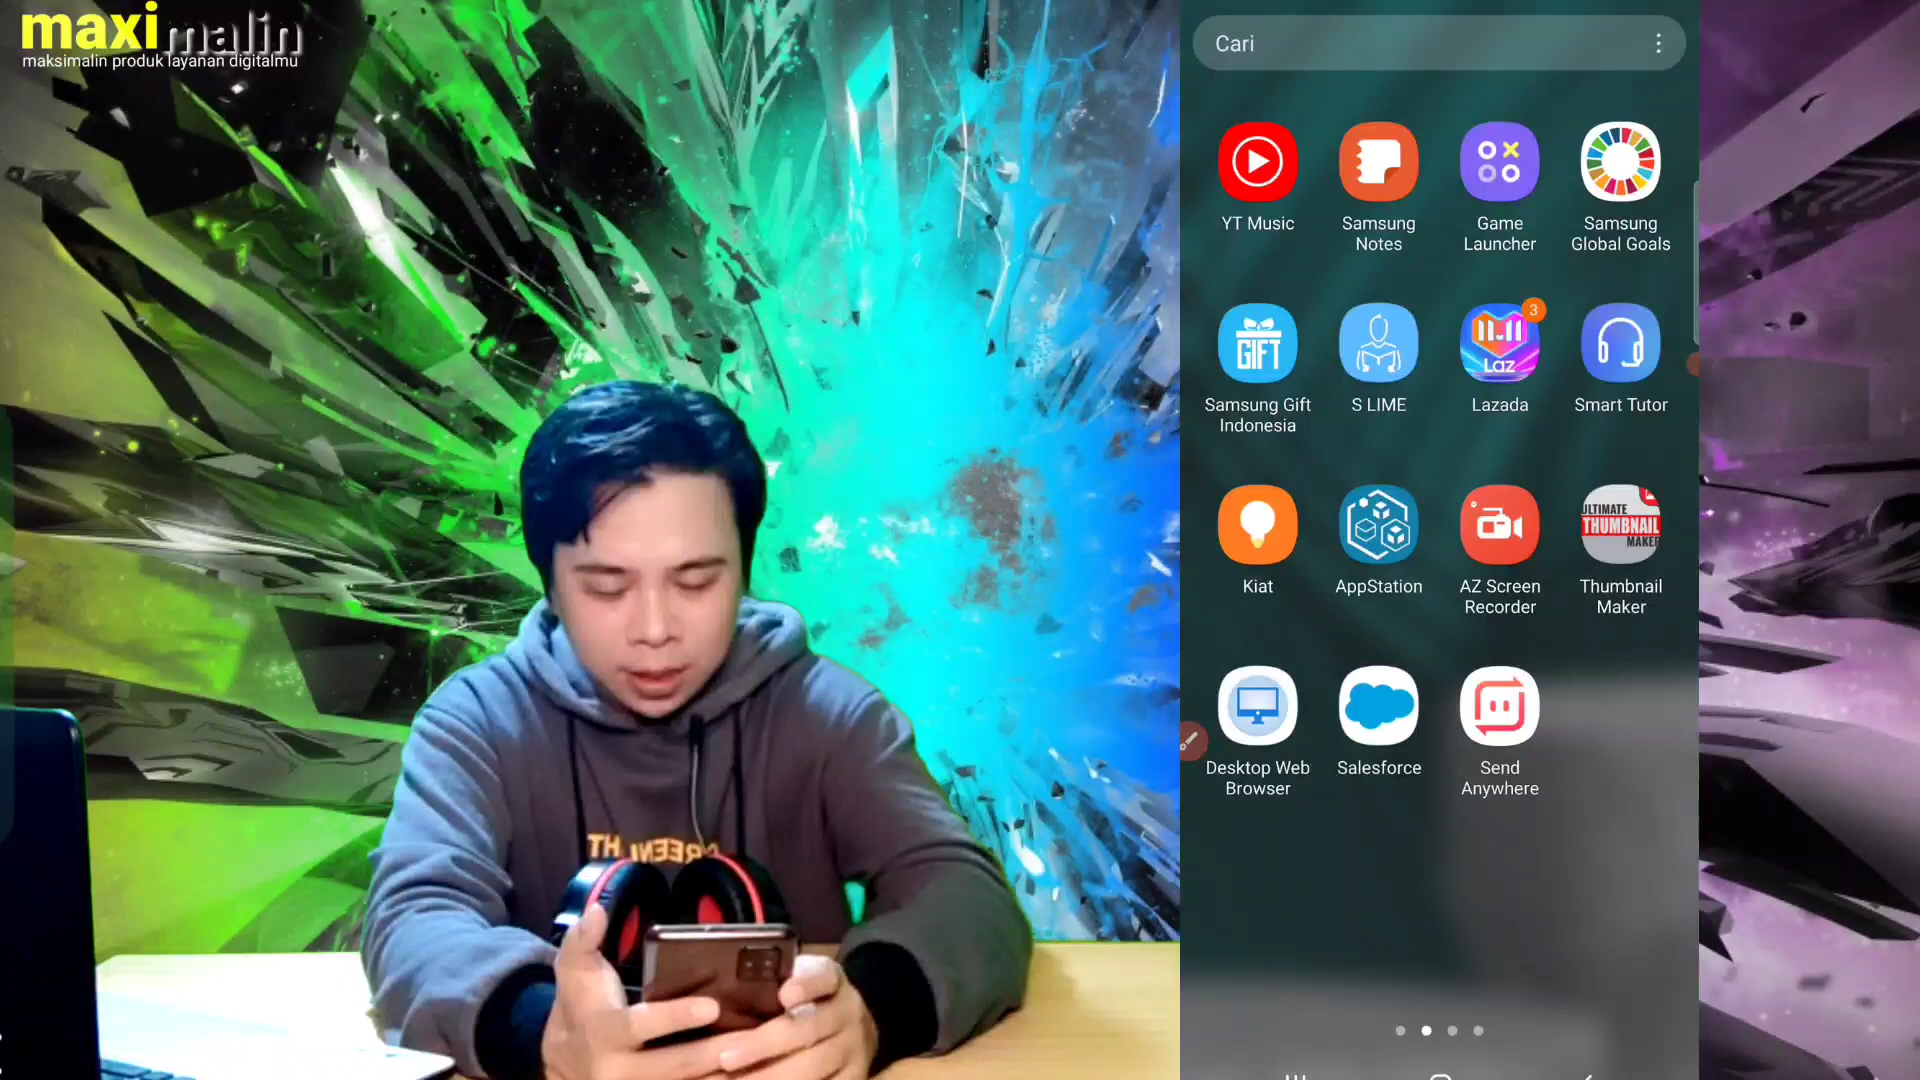 maximalin
maksimalin produk layanan digitalmu
Cari
YT Music
Samsung
Notes
Game
Launcher
Samsung
Global Goals
GIFT
Samsung Gift
Indonesia
S LIME
3
11.11
Laz
Lazada
Smart Tutor
Kiat
AppStation
AZ Screen
Recorder
ULTIMATE
THUMBNAIL
MAKER
Thumbnail
Maker
Desktop Web
Browser
Salesforce
Send
Anywhere